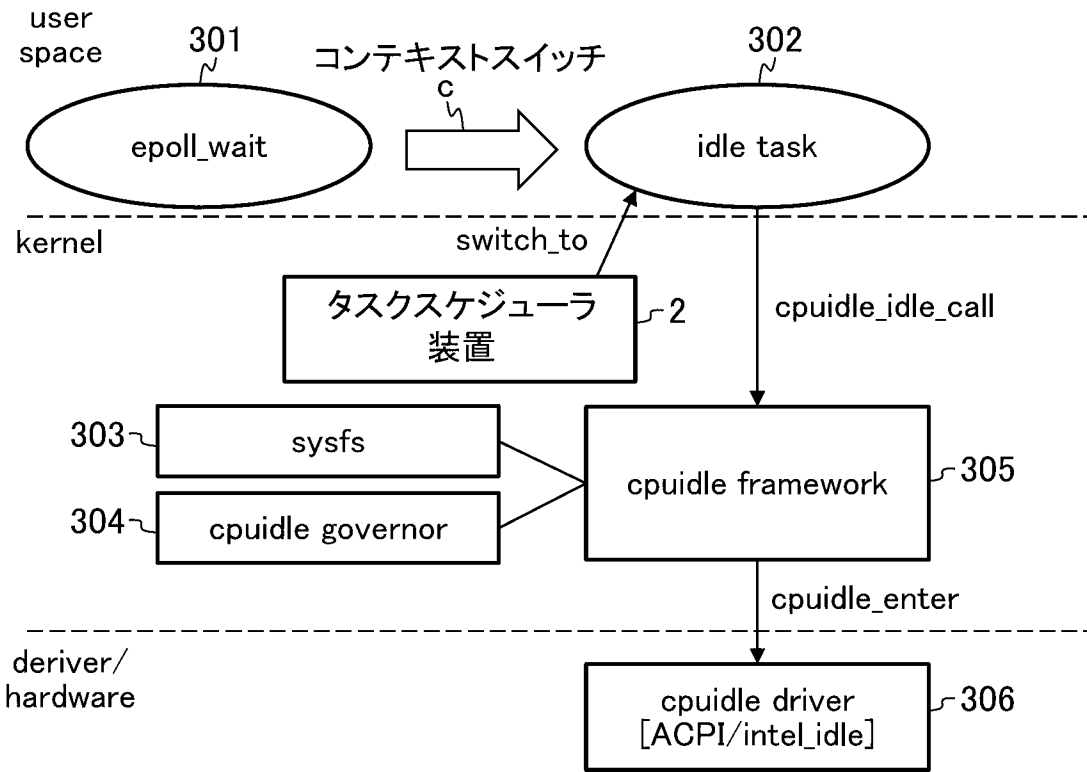 user
space
301
コンテキストスイッチ
c
302
epoll_wait
idle task
kernel
switch_to
タスクスケジューラ
装置
2
cpuidle_idle_call
303
sysfs
304
cpuidle governor
cpuidle framework
305
cpuidle_enter
deriver/
hardware
cpuidle driver
[ACPI/intel_idle]
306